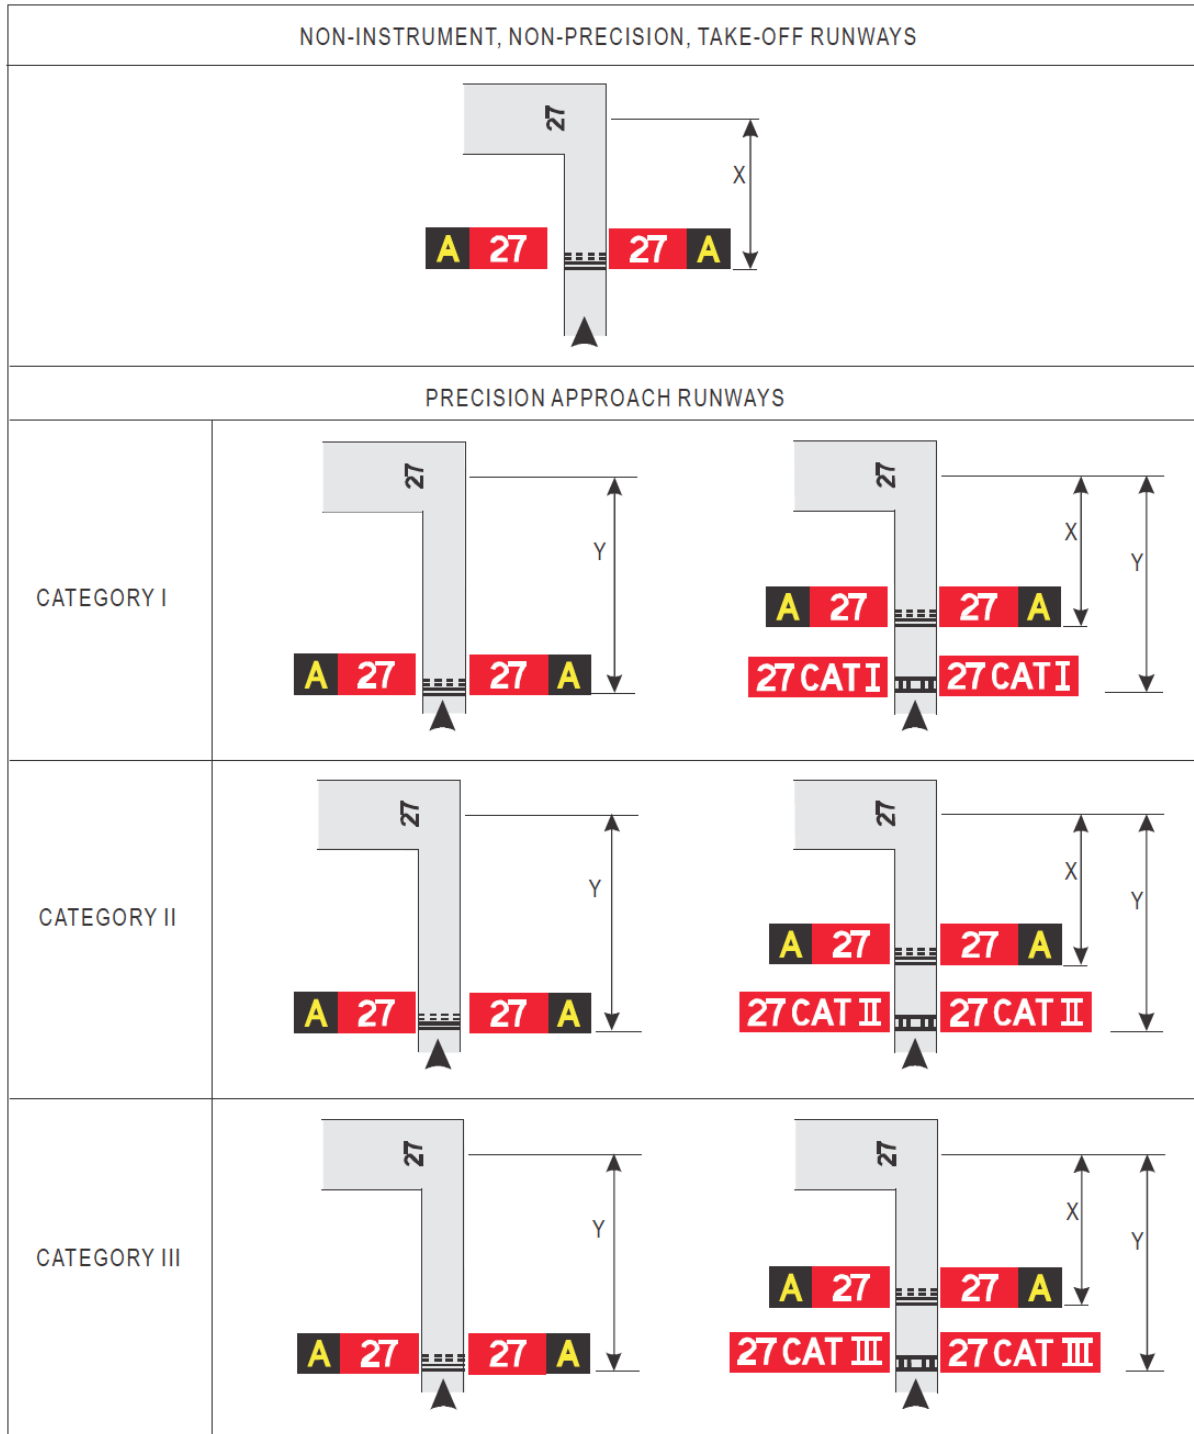 NON-INSTRUMENT, NON-PRECISION, TAKE-OFF RUNWAYS
27
X
A 27 27 A
PRECISION APPROACH RUNWAYS
CATEGORY I
27
Y
A 27 27 A
27
X
Y
A 27 27 A
27 CAT I 27 CAT I
CATEGORY II
27
Y
A 27 27 A
27
X
Y
A 27 27 A
27 CAT II 27 CAT II
CATEGORY III
27
Y
A 27 27 A
27
X
Y
A 27 27 A
27 CAT III 27 CAT III